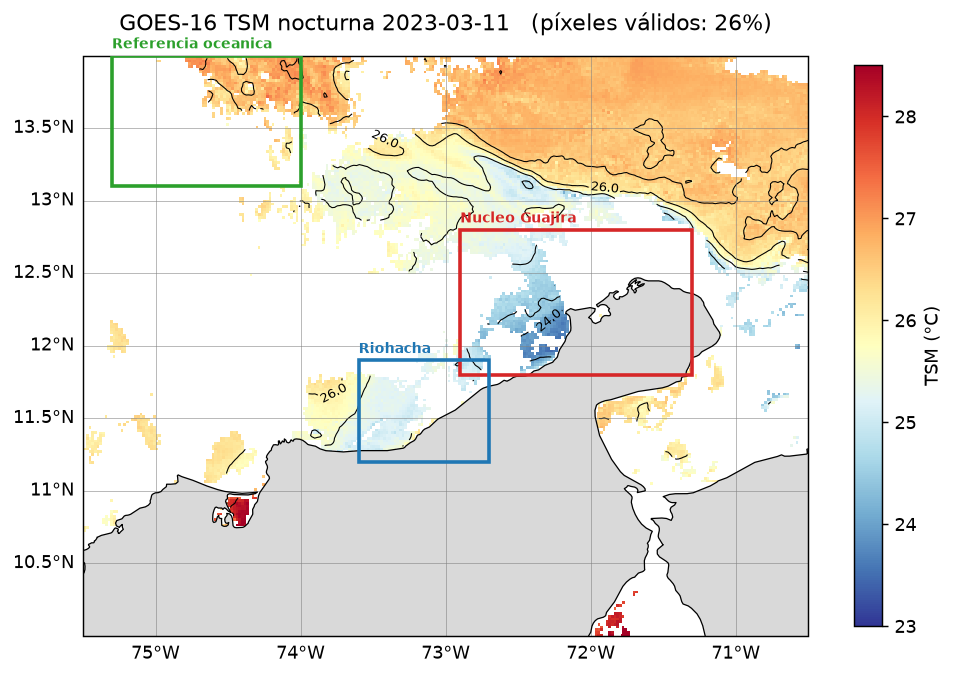 GOES-16 TSM nocturna 2023-03-11   (píxeles válidos: 26%)
Referencia oceanica
26.0
26.0
Nucleo Guajira
24.0
Riohacha
26.0
13.5°N
13°N
12.5°N
12°N
11.5°N
11°N
10.5°N
75°W
74°W
73°W
72°W
71°W
28
27
26
25
24
23
TSM (°C)